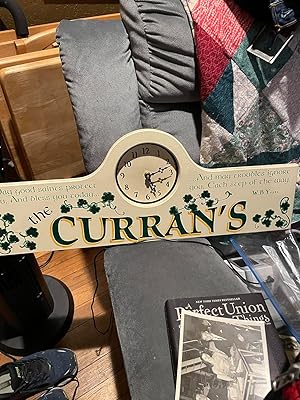 May good saints protect
you, And bless you today.
And may troubles ignore
you, Each step of the way.
W.B.Y....
the
CURRAN'S
NEW YORK TIMES BESTSELLER
Perfect Union
Things